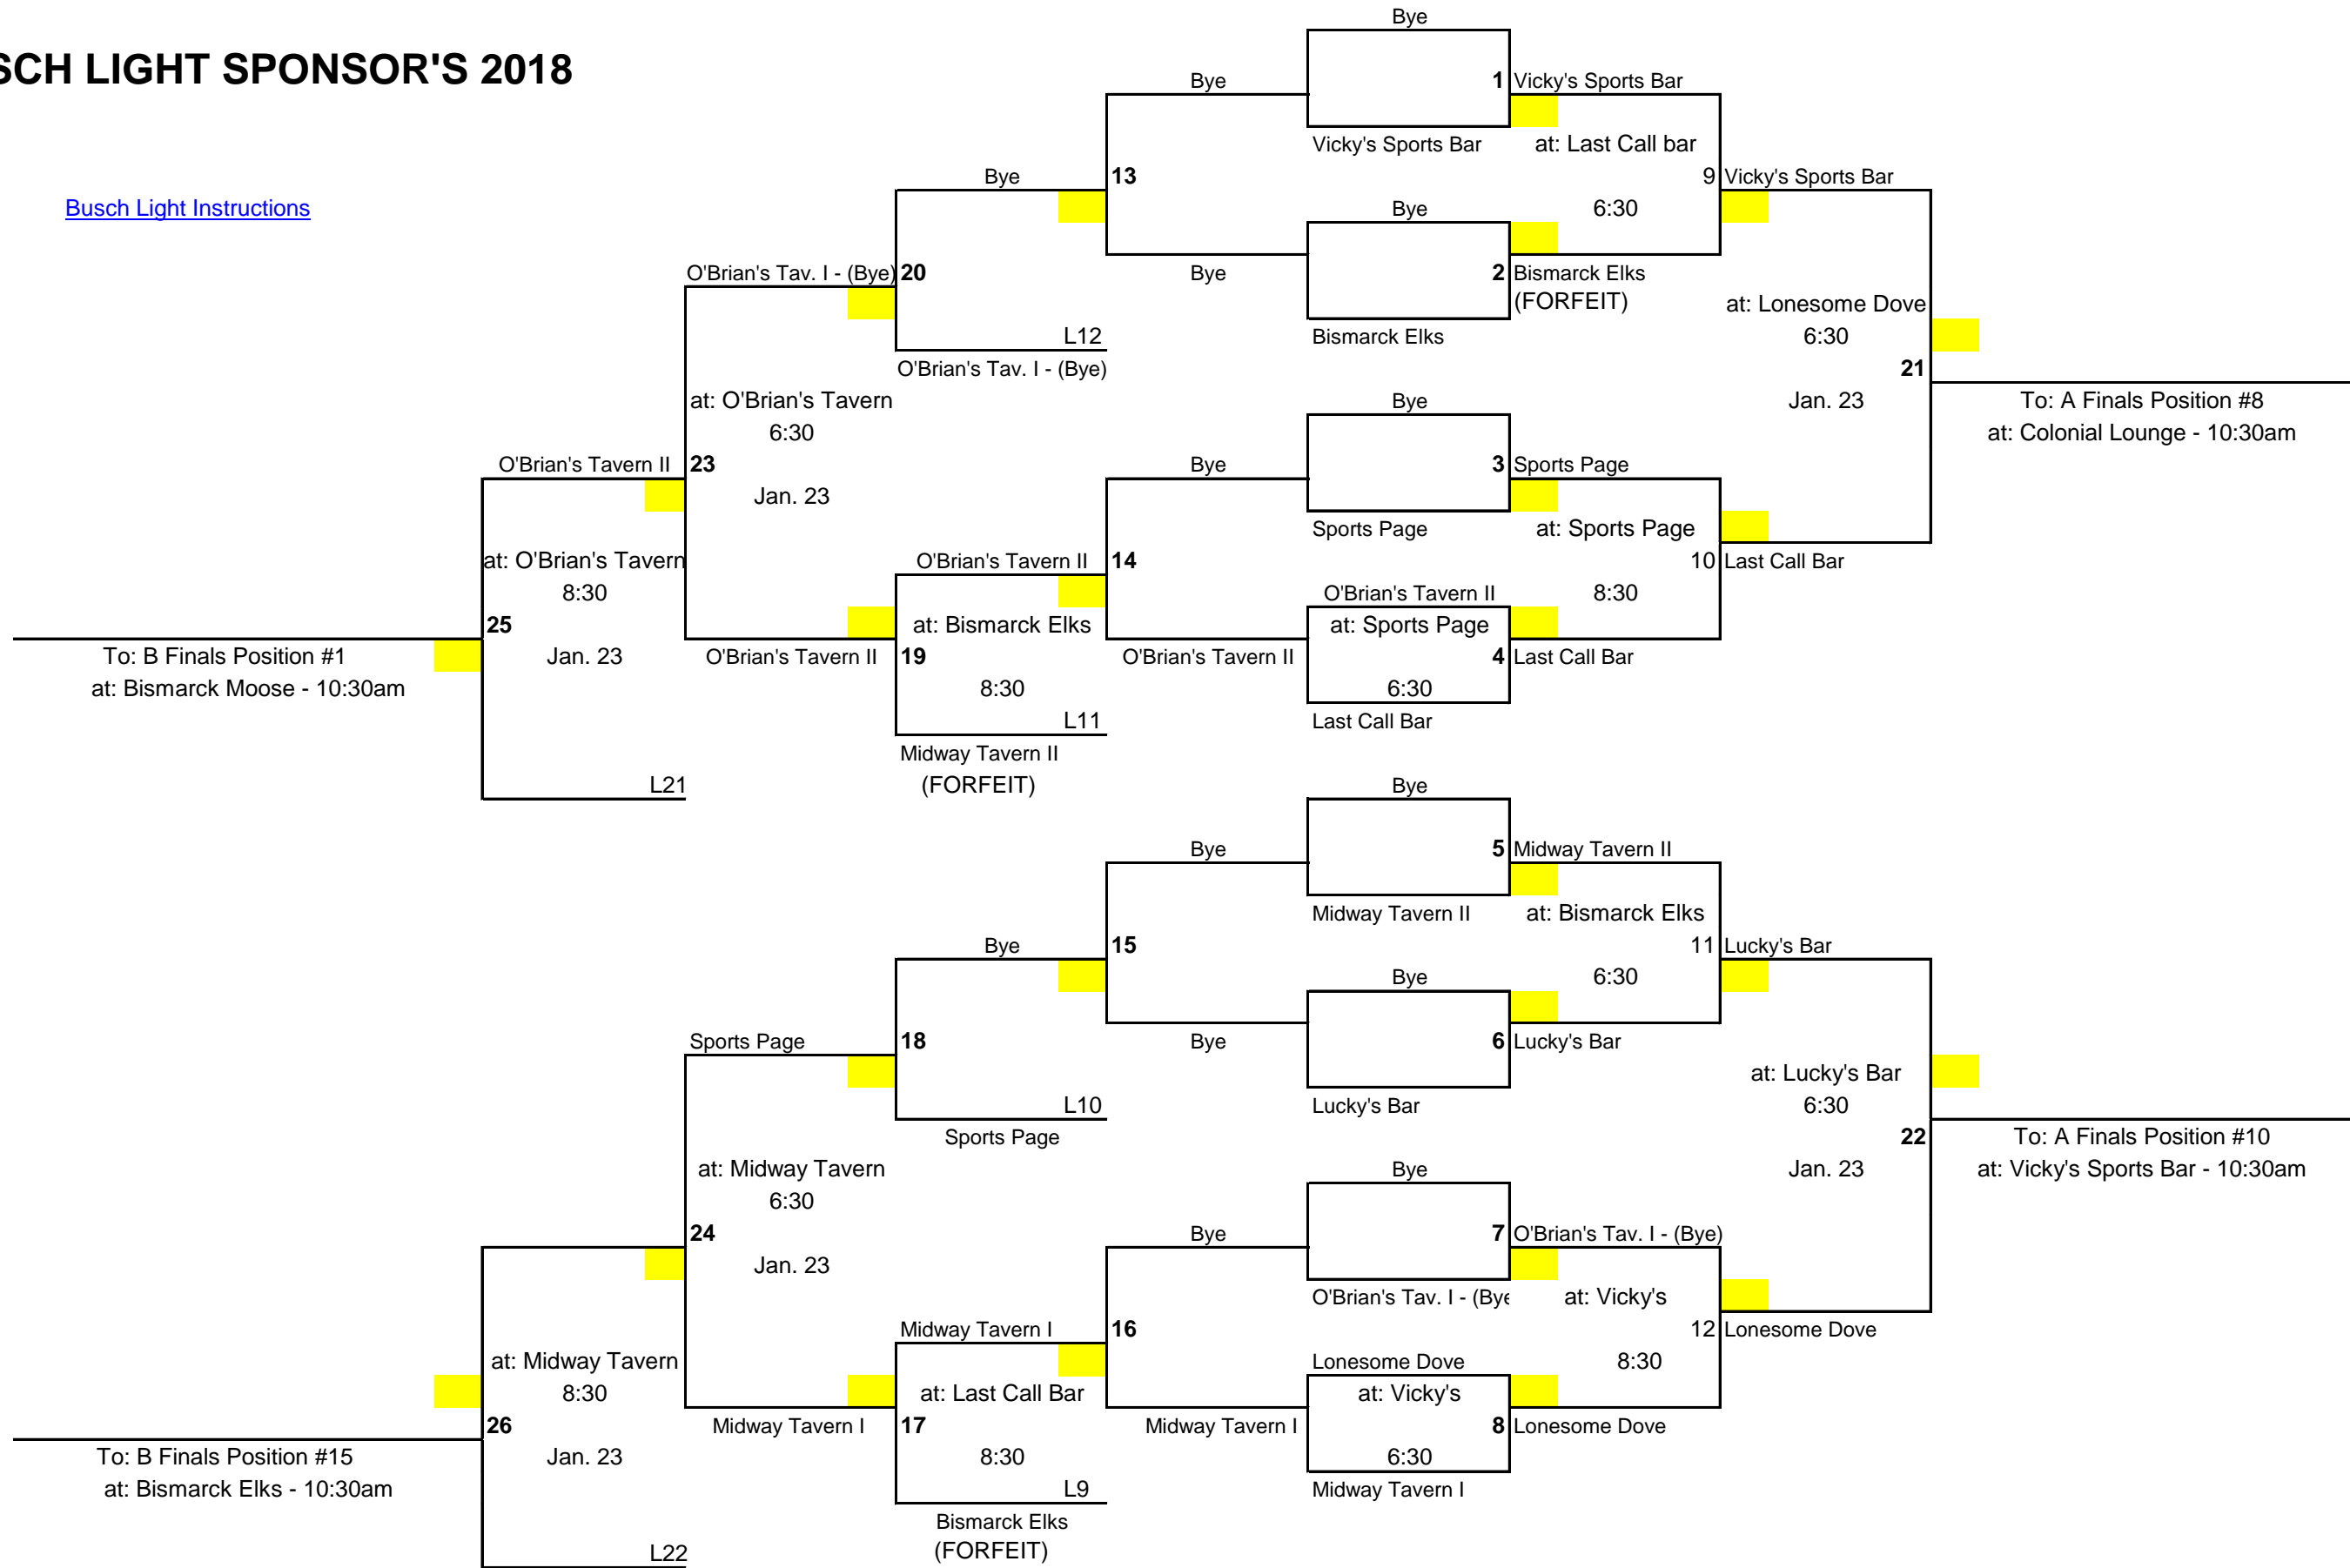 SCH LIGHT SPONSOR'S 2018
Busch Light Instructions
Bye
1 Vicky's Sports Bar
Bye
Vicky's Sports Bar
at: Last Call bar
Bye
13
9 Vicky's Sports Bar
Bye
6:30
O'Brian's Tav. I - (Bye)
20
Bye
2 Bismarck Elks
(FORFEIT)
at: Lonesome Dove
L12
Bismarck Elks
6:30
O'Brian's Tav. I - (Bye)
21
at: O'Brian's Tavern
Bye
Jan. 23
To: A Finals Position #8
6:30
at: Colonial Lounge - 10:30am
O'Brian's Tavern II
23
Bye
3 Sports Page
Jan. 23
Sports Page
at: Sports Page
at: O'Brian's Tavern
O'Brian's Tavern II
14
10 Last Call Bar
8:30
O'Brian's Tavern II
8:30
25
at: Bismarck Elks
at: Sports Page
To: B Finals Position #1
Jan. 23
O'Brian's Tavern II
19
O'Brian's Tavern II
4 Last Call Bar
at: Bismarck Moose - 10:30am
8:30
6:30
L11
Last Call Bar
Midway Tavern II
L21
(FORFEIT)
Bye
Bye
5 Midway Tavern II
Midway Tavern II
at: Bismarck Elks
Bye
15
11 Lucky's Bar
Bye
6:30
Sports Page
18
Bye
6 Lucky's Bar
at: Lucky's Bar
L10
Lucky's Bar
6:30
Sports Page
22
To: A Finals Position #10
at: Midway Tavern
Bye
Jan. 23
at: Vicky's Sports Bar - 10:30am
6:30
24
Bye
7 O'Brian's Tav. I - (Bye)
Jan. 23
O'Brian's Tav. I - (Bye
at: Vicky's
Midway Tavern I
16
12 Lonesome Dove
at: Midway Tavern
Lonesome Dove
8:30
8:30
at: Last Call Bar
at: Vicky's
26
Midway Tavern I
17
Midway Tavern I
8 Lonesome Dove
To: B Finals Position #15
Jan. 23
8:30
6:30
at: Bismarck Elks - 10:30am
L9
Midway Tavern I
Bismarck Elks
L22
(FORFEIT)